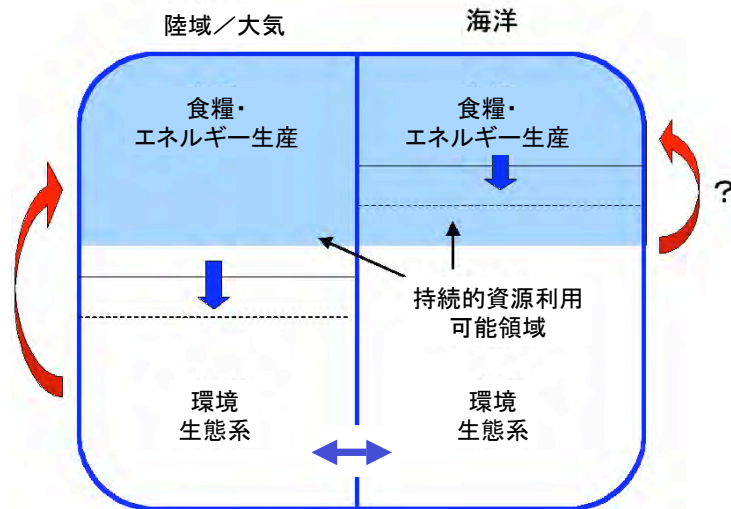 陸域／大気
海洋
食糧・
エネルギー生産
食糧・
エネルギー生産
?
持続的資源利用
可能領域
環境
生態系
環境
生態系